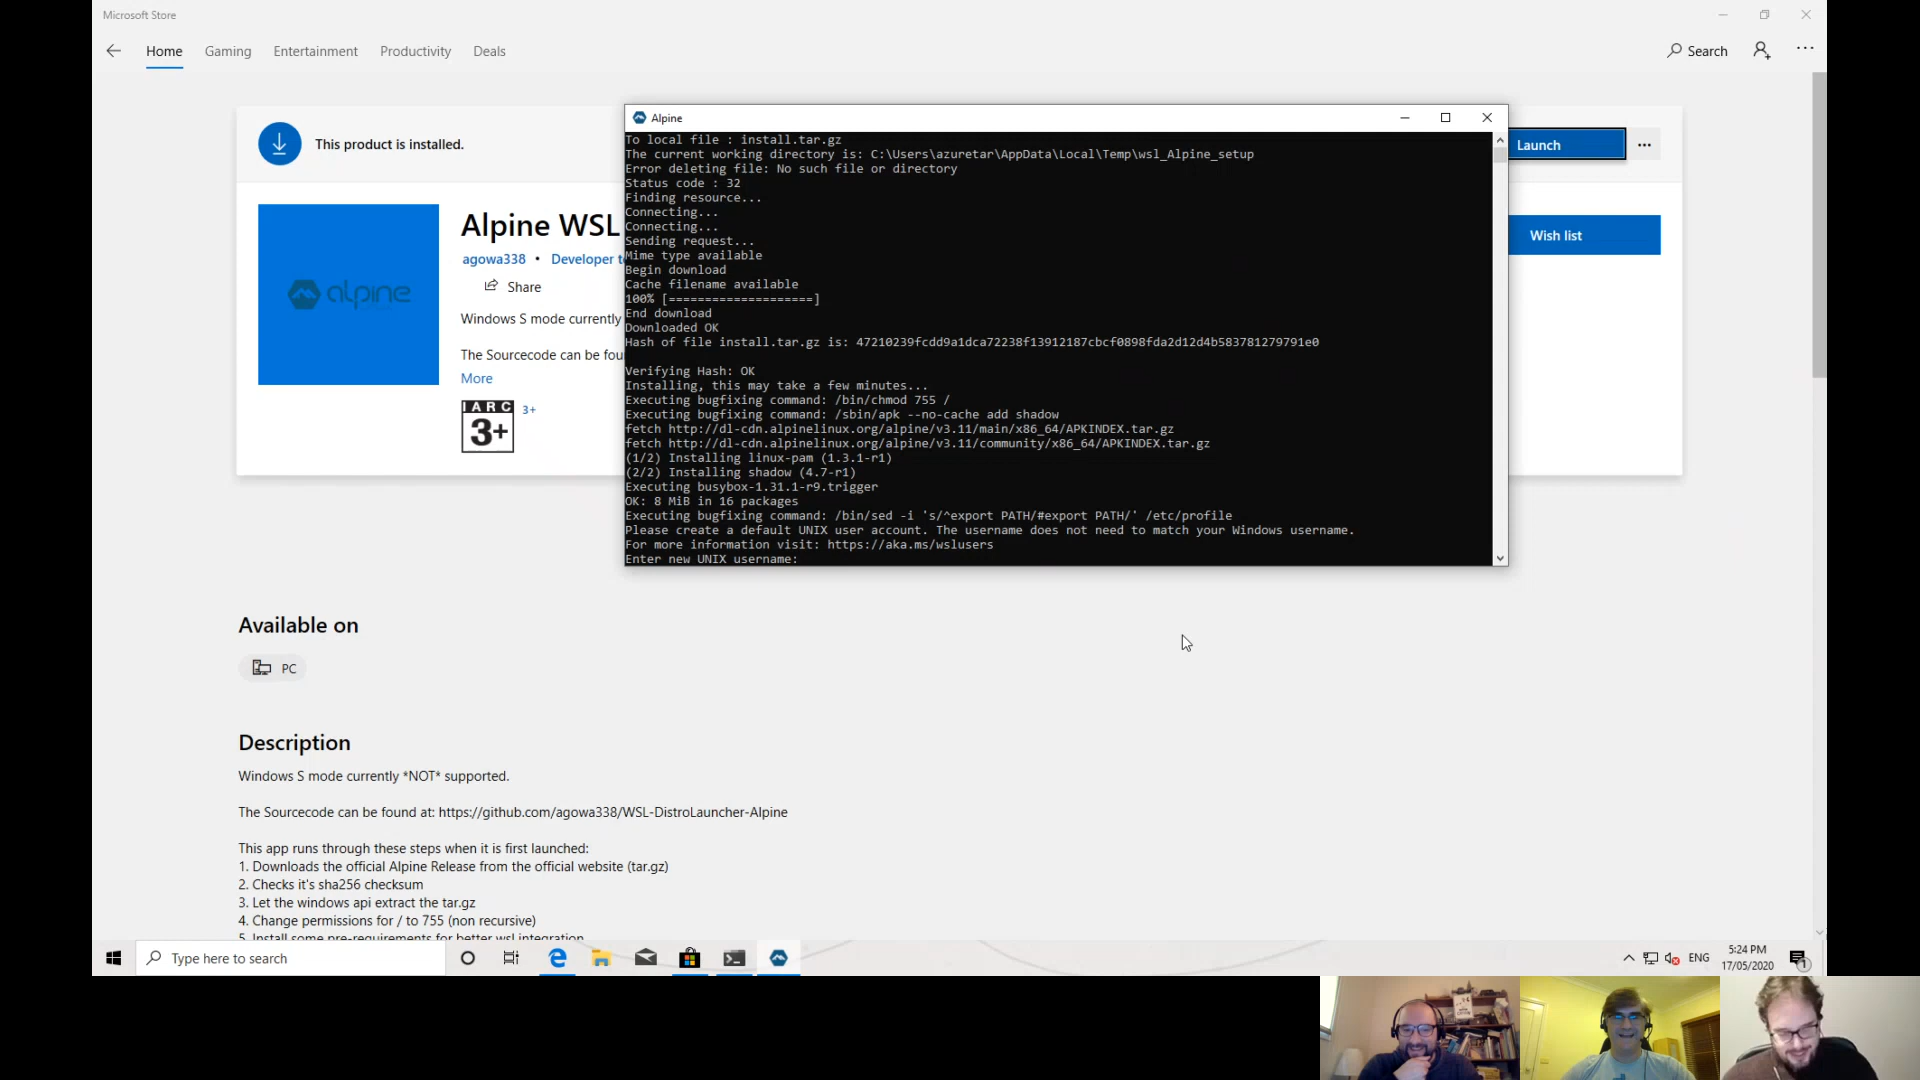 Microsoft Store
Home Gaming Entertainment Productivity Deals Search
This product is installed.
Launch
alpine
Alpine WSL
Wish list
agowa338 • Developer t
Share
Windows S mode currently
The Sourcecode can be fou
More
IARC
3+
3+
Alpine
To local file : install.tar.gz
The current working directory is: C:\Users\azuretar\AppData\Local\Temp\wsl_Alpine_setup
Error deleting file: No such file or directory
Status code : 32
Finding resource...
Connecting...
Connecting...
Sending request...
Mime type available
Begin download
Cache filename available
100% [====================]
End download
Downloaded OK
Hash of file install.tar.gz is: 47210239fcdd9a1dca72238f13912187cbcf0898fda2d12d4b583781279791e0
Verifying Hash: OK
Installing, this may take a few minutes...
Executing bugfixing command: /bin/chmod 755 /
Executing bugfixing command: /sbin/apk --no-cache add shadow
fetch http://dl-cdn.alpinelinux.org/alpine/v3.11/main/x86_64/APKINDEX.tar.gz
fetch http://dl-cdn.alpinelinux.org/alpine/v3.11/community/x86_64/APKINDEX.tar.gz
(1/2) Installing linux-pam (1.3.1-r1)
(2/2) Installing shadow (4.7-r1)
Executing busybox-1.31.1-r9.trigger
OK: 8 MiB in 16 packages
Executing bugfixing command: /bin/sed -i 's/^export PATH/#export PATH/' /etc/profile
Please create a default UNIX user account. The username does not need to match your Windows username.
For more information visit: https://aka.ms/wslusers
Enter new UNIX username:
Available on
PC
Description
Windows S mode currently *NOT* supported.
The Sourcecode can be found at: https://github.com/agowa338/WSL-DistroLauncher-Alpine
This app runs through these steps when it is first launched:
1. Downloads the official Alpine Release from the official website (tar.gz)
2. Checks it's sha256 checksum
3. Let the windows api extract the tar.gz
4. Change permissions for / to 755 (non recursive)
5. Install some pre-requirements for better wsl integration
Type here to search
ENG
5:24 PM
17/05/2020
1